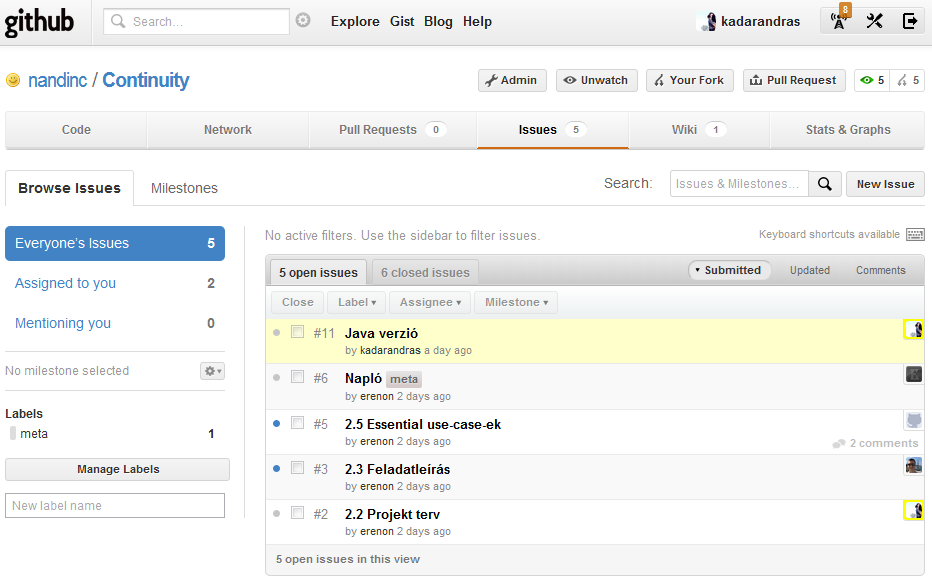 github Search... Explore Gist Blog Help kadarandras 8
nandinc / Continuity Admin Unwatch Your Fork Pull Request 5 5
Code Network Pull Requests 0 Issues 5 Wiki 1 Stats & Graphs
Browse Issues Milestones Search: Issues & Milestones... New Issue
Everyone's Issues 5
Assigned to you 2
Mentioning you 0
No milestone selected
Labels
meta 1
Manage Labels
New label name
No active filters. Use the sidebar to filter issues. Keyboard shortcuts available
5 open issues 6 closed issues Submitted Updated Comments
Close Label Assignee Milestone
#11 Java verzió
by kadarandras a day ago
#6 Napló meta
by erenon 2 days ago
#5 2.5 Essential use-case-ek
by erenon 2 days ago 2 comments
#3 2.3 Feladatleírás
by erenon 2 days ago
#2 2.2 Projekt terv
by erenon 2 days ago
5 open issues in this view